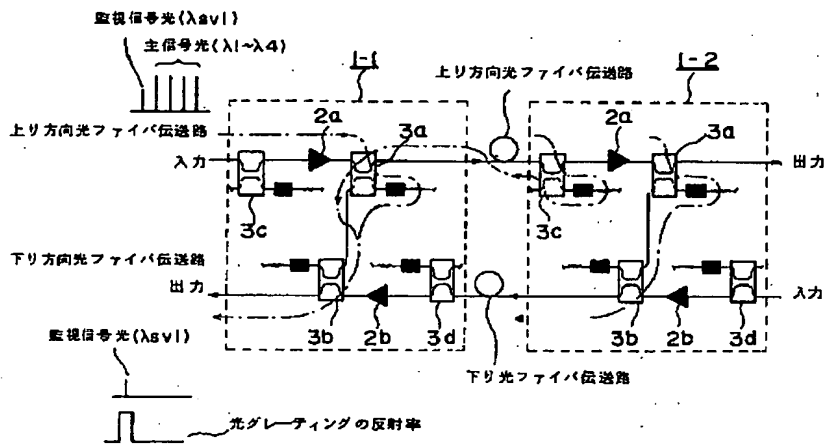 監視信号光(λsv1)
主信号光(λ1~λ4)
1-1
上り方向光ファイバ伝送路
1-2
上り方向光ファイバ伝送路
2a
3a
2a
3a
入力
出力
3c
3c
下り方向光ファイバ伝送路
出力
入力
3b
2b
3d
3b
2b
3d
監視信号光(λsv1)
下り光ファイバ伝送路
光グレーティングの反射率